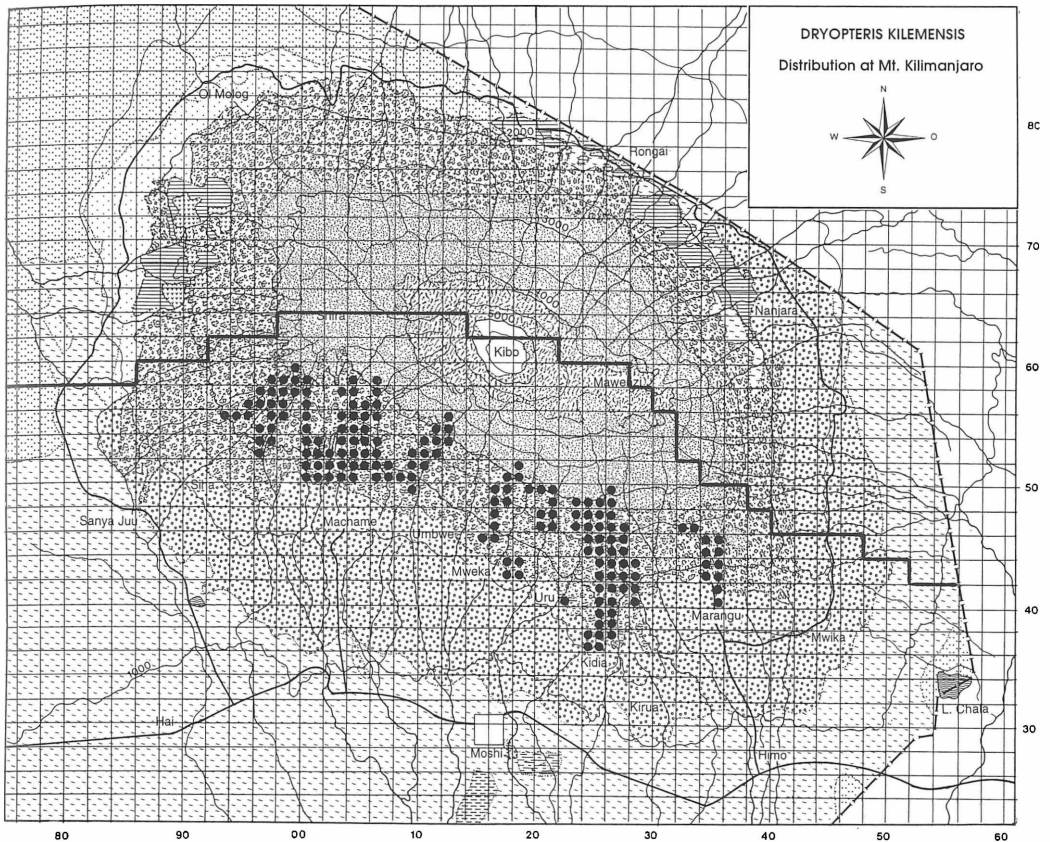 DRYOPTERIS KILEMENSIS
Distribution at Mt. Kilimanjaro
N
W
O
S
Ol Molog
2000
80
Rongai
70
4000
5000
Nanjara
Shira
Kibo
60
Mawenzi
50
Sanya Juu
Machame
Umbwe
Mweka
Uru
40
Marangu
Mwika
Kidia
1000
L. Chala
Hai
Kirua
30
Moshi
Himo
80
90
00
10
20
30
40
50
60